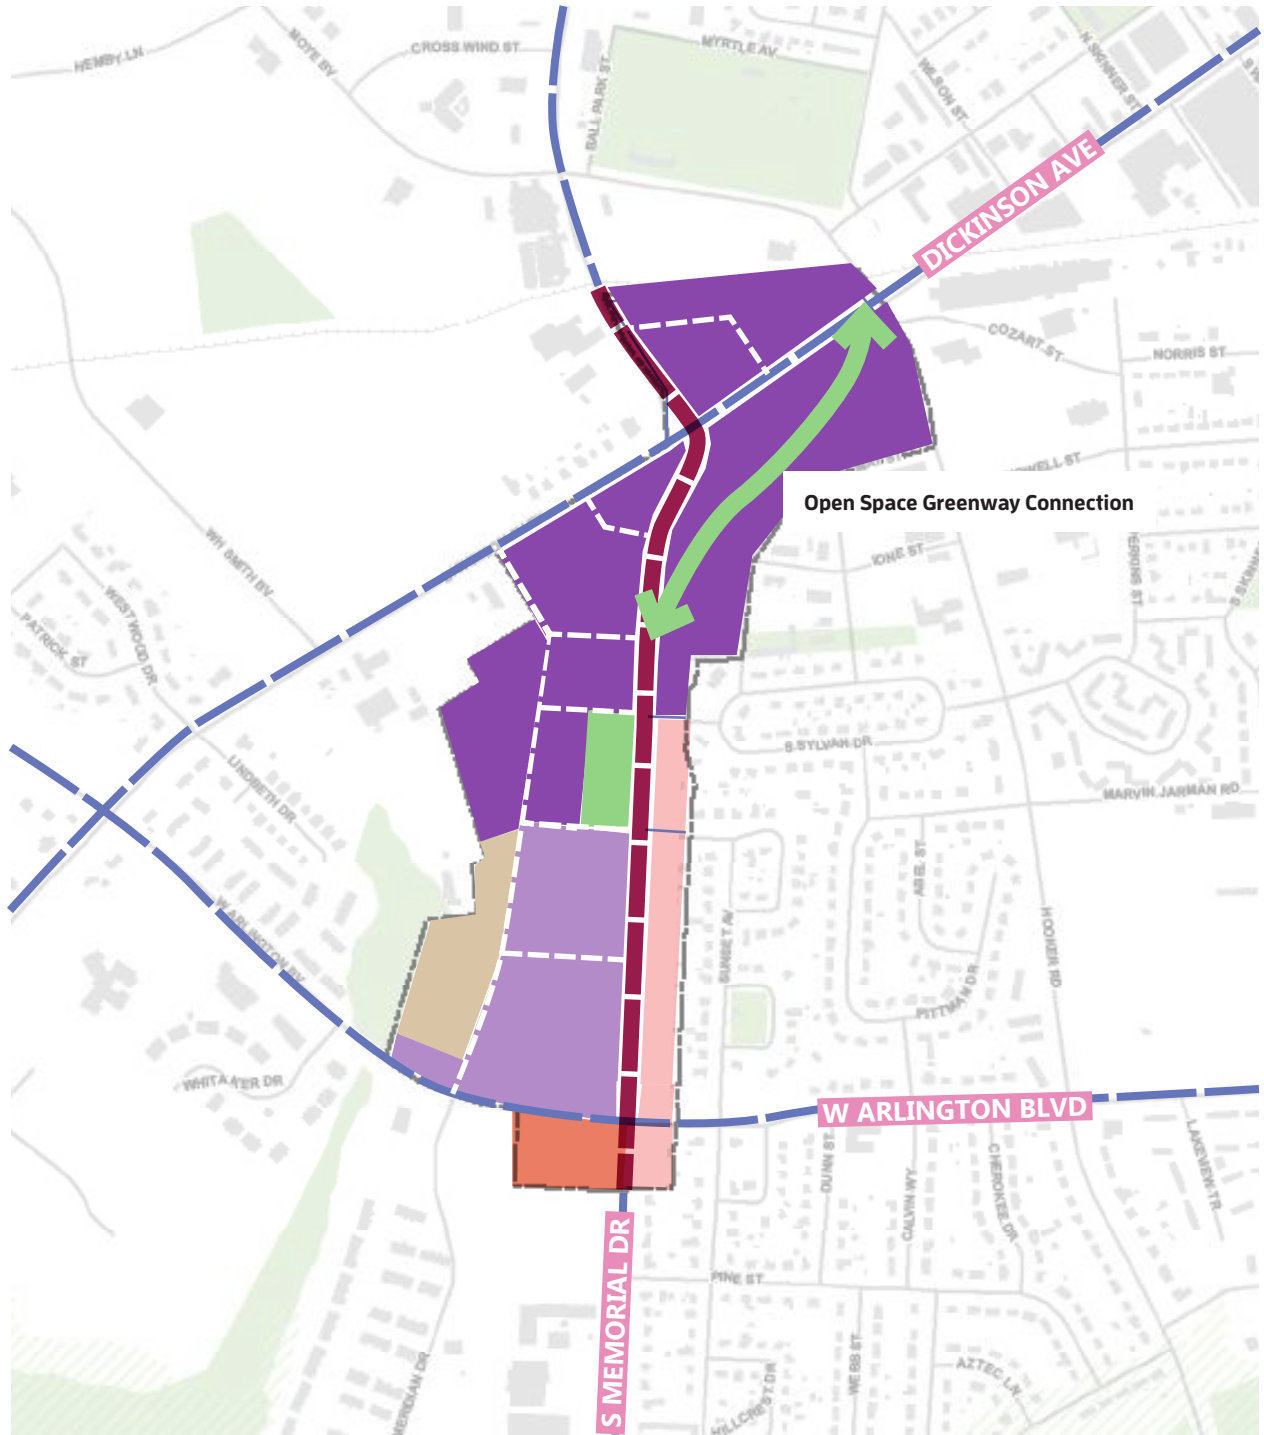 HEMBY LN
MOYE BV
CROSS WIND ST
BALL PARK ST
MYRTLE AV
WILSON ST
N SKINNER ST
DICKINSON AVE
COZART ST
NORRIS ST
Open Space Greenway Connection
IONE ST
WH SMITH BV
WESTWOOD DR
PATRICK ST
LINDBETH DR
S SYLVAN DR
MARVIN JARMAN RD
ABEL ST
HOOKER RD
SUNSET AV
PITTMAN DR
W ARLINGTON BV
WHITAKER DR
W ARLINGTON BLVD
DUNN ST
CALVIN WY
CHEROKEE DR
LAKEVIEW TR
S MEMORIAL DR
PINE ST
WEBB ST
AZTEC LN
HILLCREST DR
MERIDIAN DR